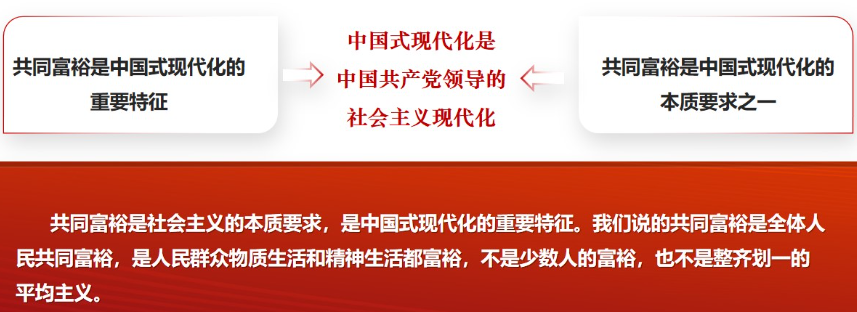 共同富裕是中国式现代化的
重要特征
中国式现代化是
中国共产党领导的
社会主义现代化
共同富裕是中国式现代化的
本质要求之一
共同富裕是社会主义的本质要求，是中国式现代化的重要特征。我们说的共同富裕是全体人
民共同富裕，是人民群众物质生活和精神生活都富裕，不是少数人的富裕，也不是整齐划一的
平均主义。